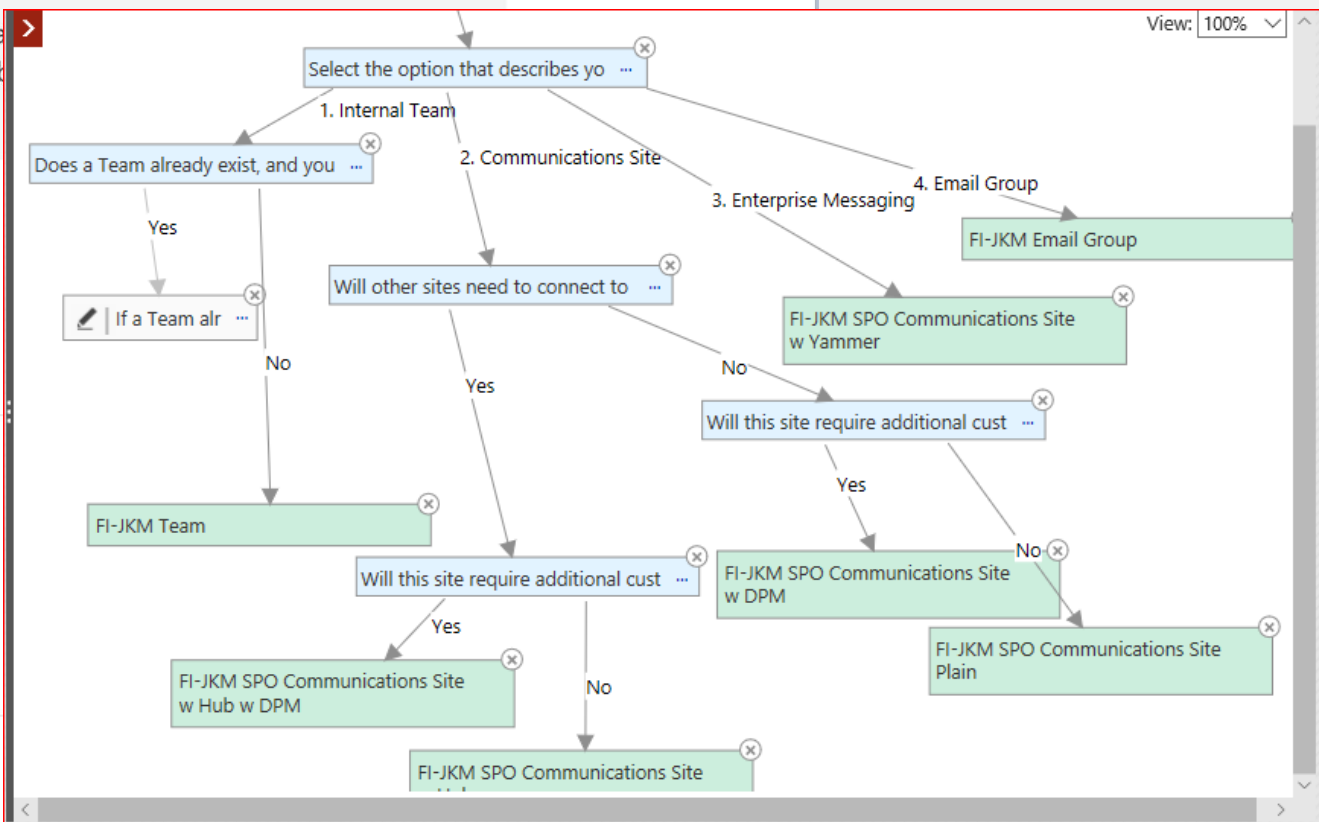 View: 100%
Select the option that describes yo ...
1. Internal Team
Does a Team already exist, and you ...
2. Communications Site
4. Email Group
3. Enterprise Messaging
Yes
FI-JKM Email Group
Will other sites need to connect to ...
If a Team alr ...
FI-JKM SPO Communications Site
w Yammer
No
No
Yes
Will this site require additional cust ...
Yes
FI-JKM Team
No
Will this site require additional cust ...
FI-JKM SPO Communications Site
w DPM
Yes
FI-JKM SPO Communications Site
Plain
FI-JKM SPO Communications Site
w Hub w DPM
No
FI-JKM SPO Communications Site